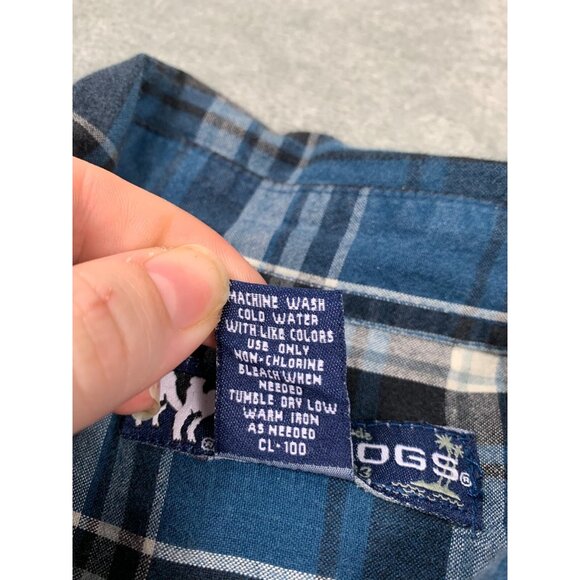 MACHINE WASH
COLD WATER
WITH LIKE COLORS
USE ONLY
NON-CHLORINE
BLEACH WHEN
NEEDED
TUMBLE DRY LOW
WARM IRON
AS NEEDED
CL-100
OGS®